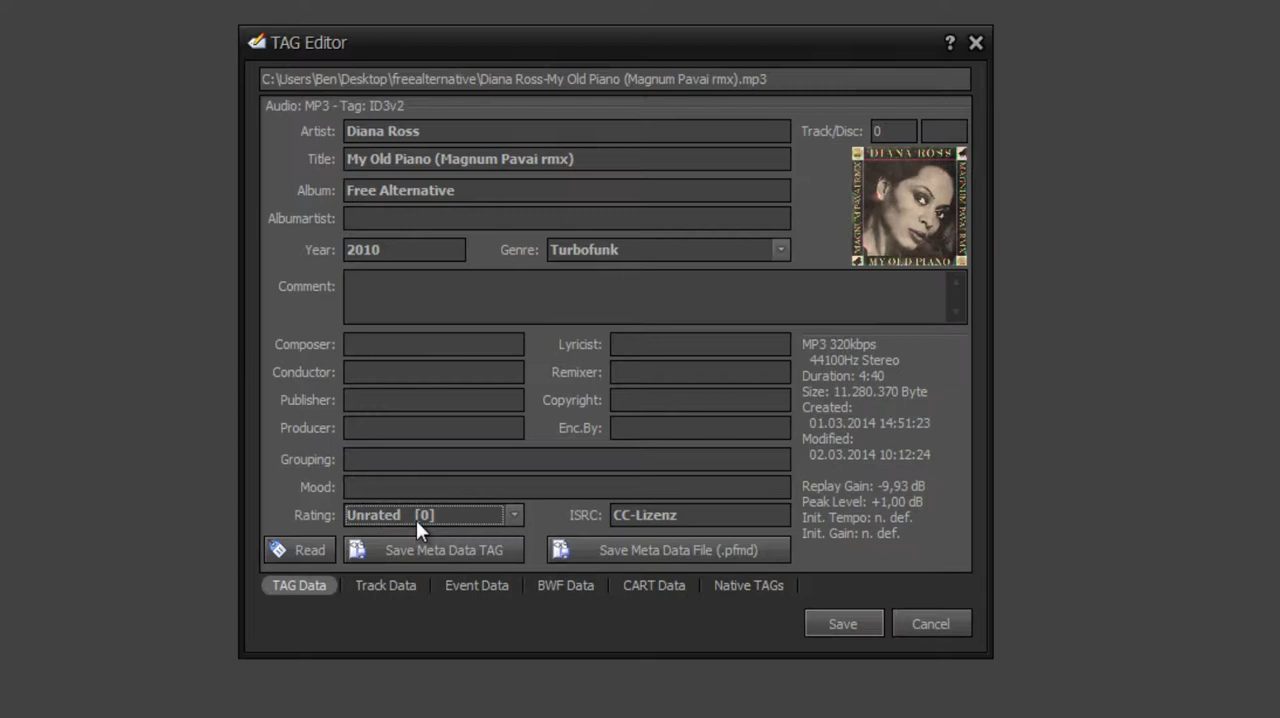 TAG Editor
?
C:\Users\Ben\Desktop\freealternative\Diana Ross-My Old Piano (Magnum Pavai rmx).mp3
Audio: MP3 - Tag: ID3v2
Artist: Diana Ross Track/Disc: 0
Title: My Old Piano (Magnum Pavai rmx)
Album: Free Alternative
Albumartist:
Year: 2010 Genre: Turbofunk
DIANA ROSS
MAGNUM PAVAI RMX
MAGNUM PAVAI RMX
MY OLD PIANO
Comment:
Composer: Lyricist:
Conductor: Remixer:
Publisher: Copyright:
Producer: Enc.By:
MP3 320kbps
44100Hz Stereo
Duration: 4:40
Size: 11.280.370 Byte
Created:
01.03.2014 14:51:23
Modified:
02.03.2014 10:12:24
Grouping:
Mood:
Rating: Unrated [0] ISRC: CC-Lizenz
Replay Gain: -9,93 dB
Peak Level: +1,00 dB
Init. Tempo: n. def.
Init. Gain: n. def.
Read Save Meta Data TAG Save Meta Data File (.pfmd)
TAG Data Track Data Event Data BWF Data CART Data Native TAGs
Save Cancel